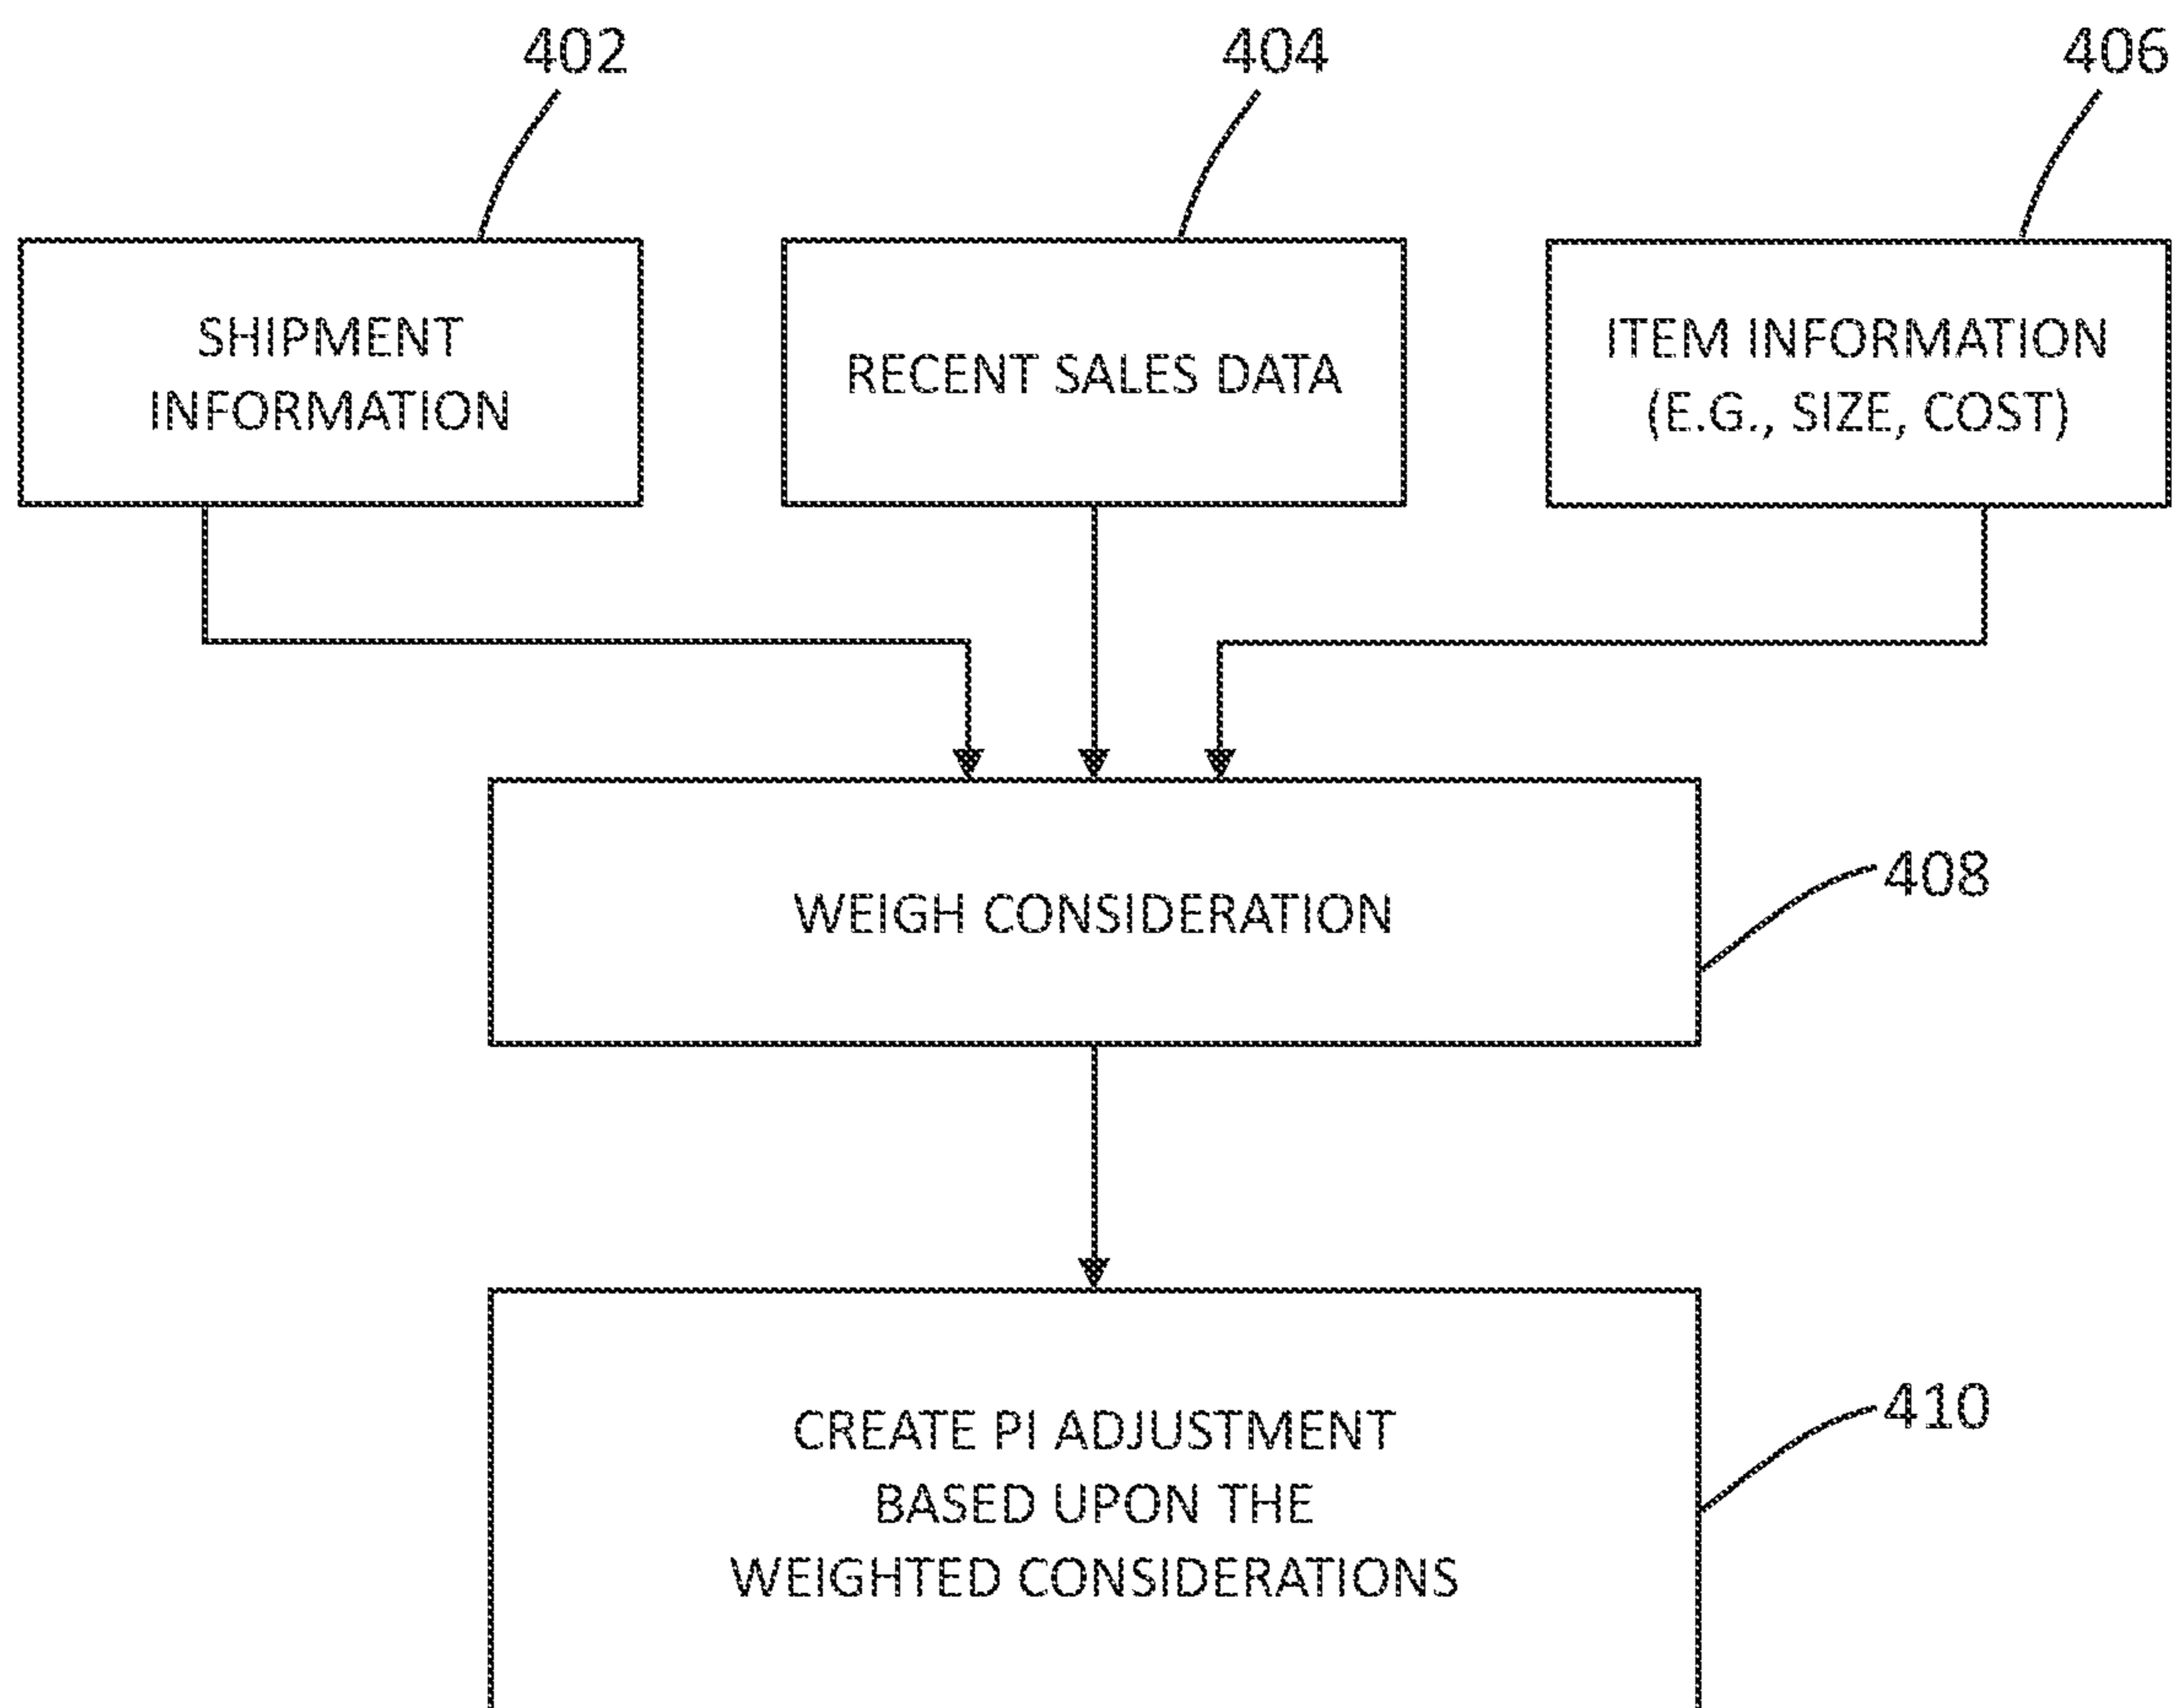 402
404
406
SHIPMENT
INFORMATION
RECENT SALES DATA
ITEM INFORMATION
(E.G., SIZE, COST)
WEIGH CONSIDERATION
408
CREATE PI ADJUSTMENT
BASED UPON THE
WEIGHTED CONSIDERATIONS
410